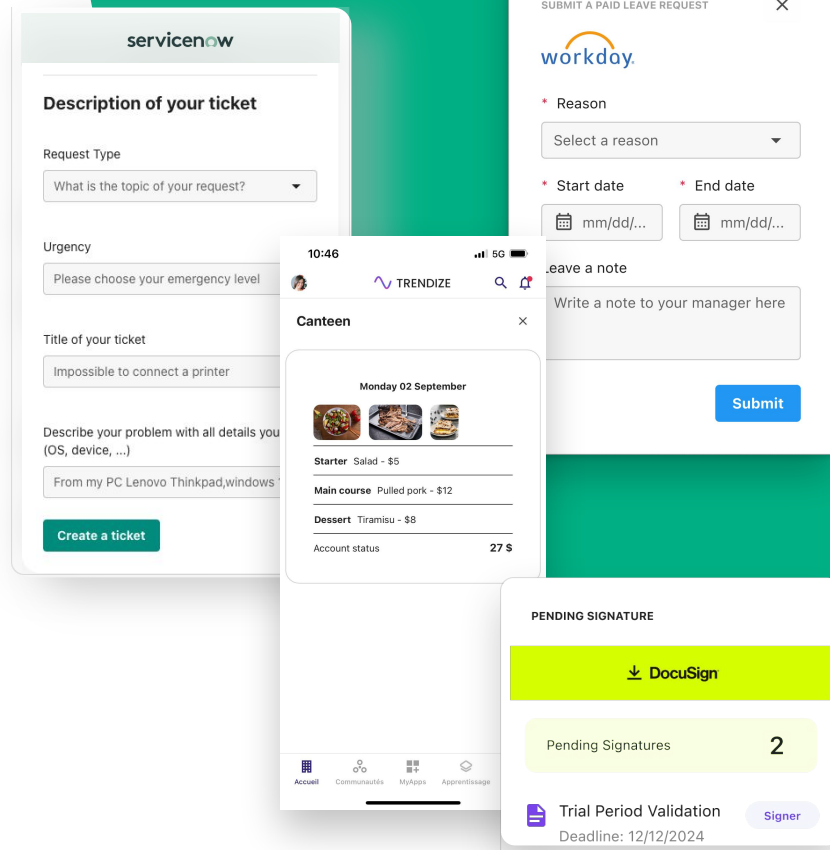 servicenow
Description of your ticket
Request Type
What is the topic of your request?
Urgency
Please choose your emergency level
Title of your ticket
Impossible to connect a printer
Describe your problem with all details you
(OS, device, ...)
From my PC Lenovo Thinkpad,windows
Create a ticket
SUBMIT A PAID LEAVE REQUEST
workday.
* Reason
Select a reason
* Start date * End date
mm/dd/... mm/dd/...
Leave a note
Write a note to your manager here
Submit
10:46 5G
TRENDIZE
Canteen
Monday 02 September
Starter Salad - $5
Main course Pulled pork - $12
Dessert Tiramisu - $8
Account status 27 $
Accueil Communautés MyApps Apprentissage
PENDING SIGNATURE
DocuSign
Pending Signatures 2
Trial Period Validation Signer
Deadline: 12/12/2024